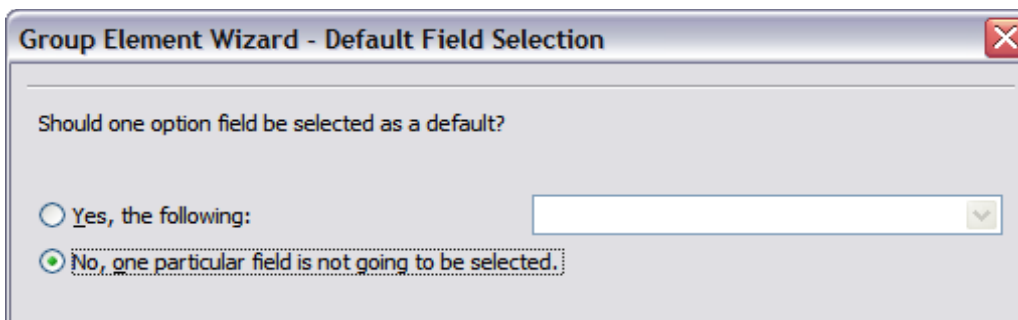 Group Element Wizard - Default Field Selection
Should one option field be selected as a default?
Yes, the following:
No, one particular field is not going to be selected.